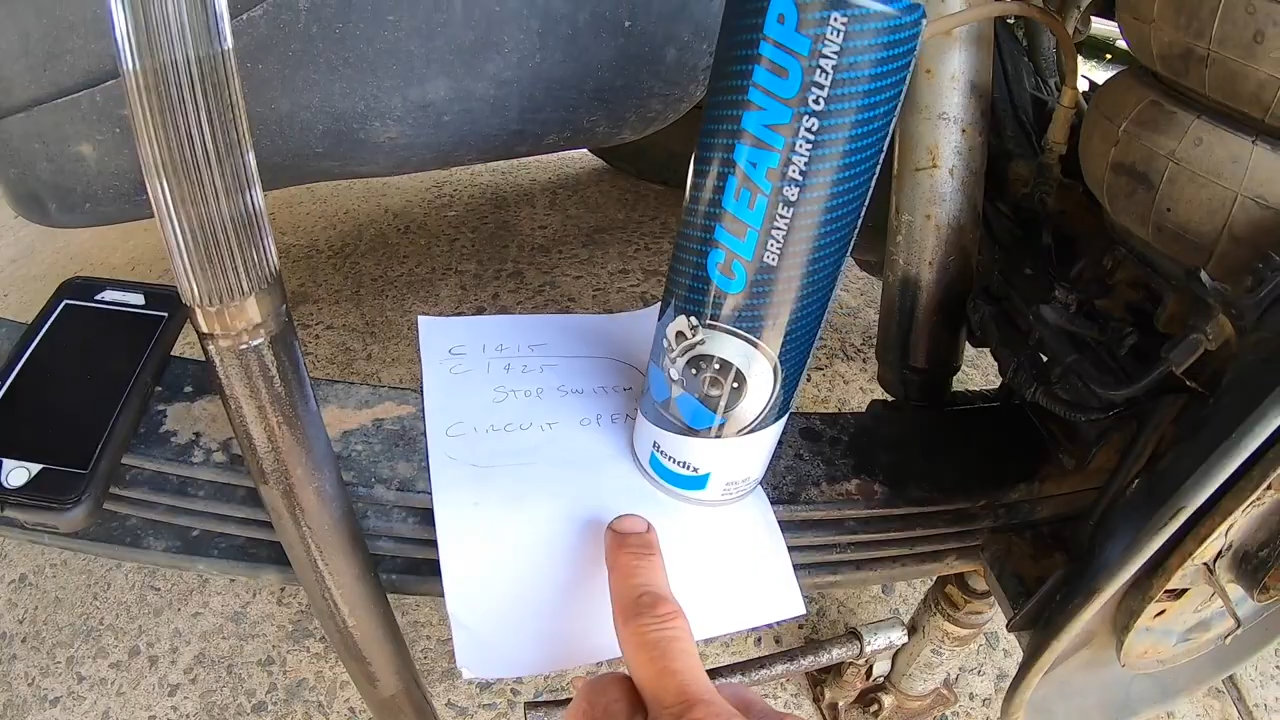 CLEANUP
BRAKE & PARTS CLEANER
Bendix
C1415
C1425
STOP SWITCH
CIRCUIT OPEN